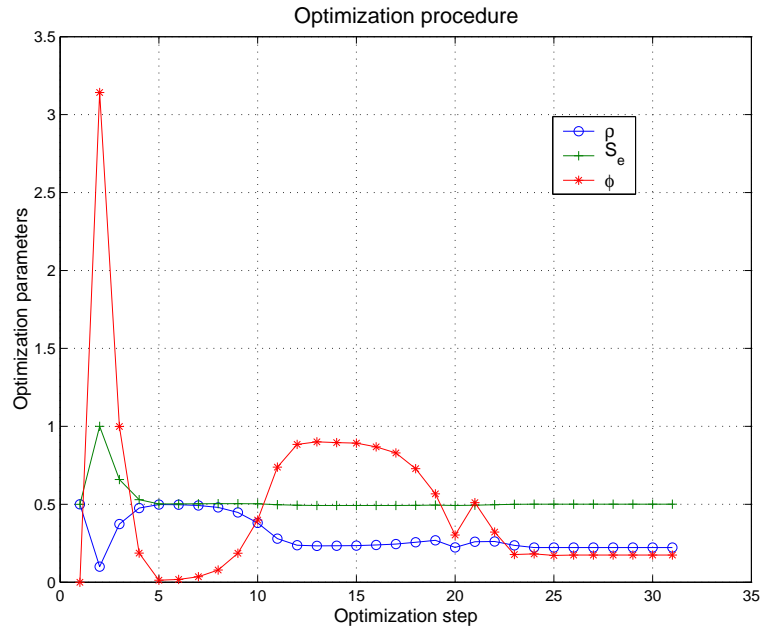 Optimization procedure
3.5
3
2.5
2
1.5
1
0.5
0
Optimization parameters
ρ
S_e
ϕ
0 5 10 15 20 25 30 35
Optimization step